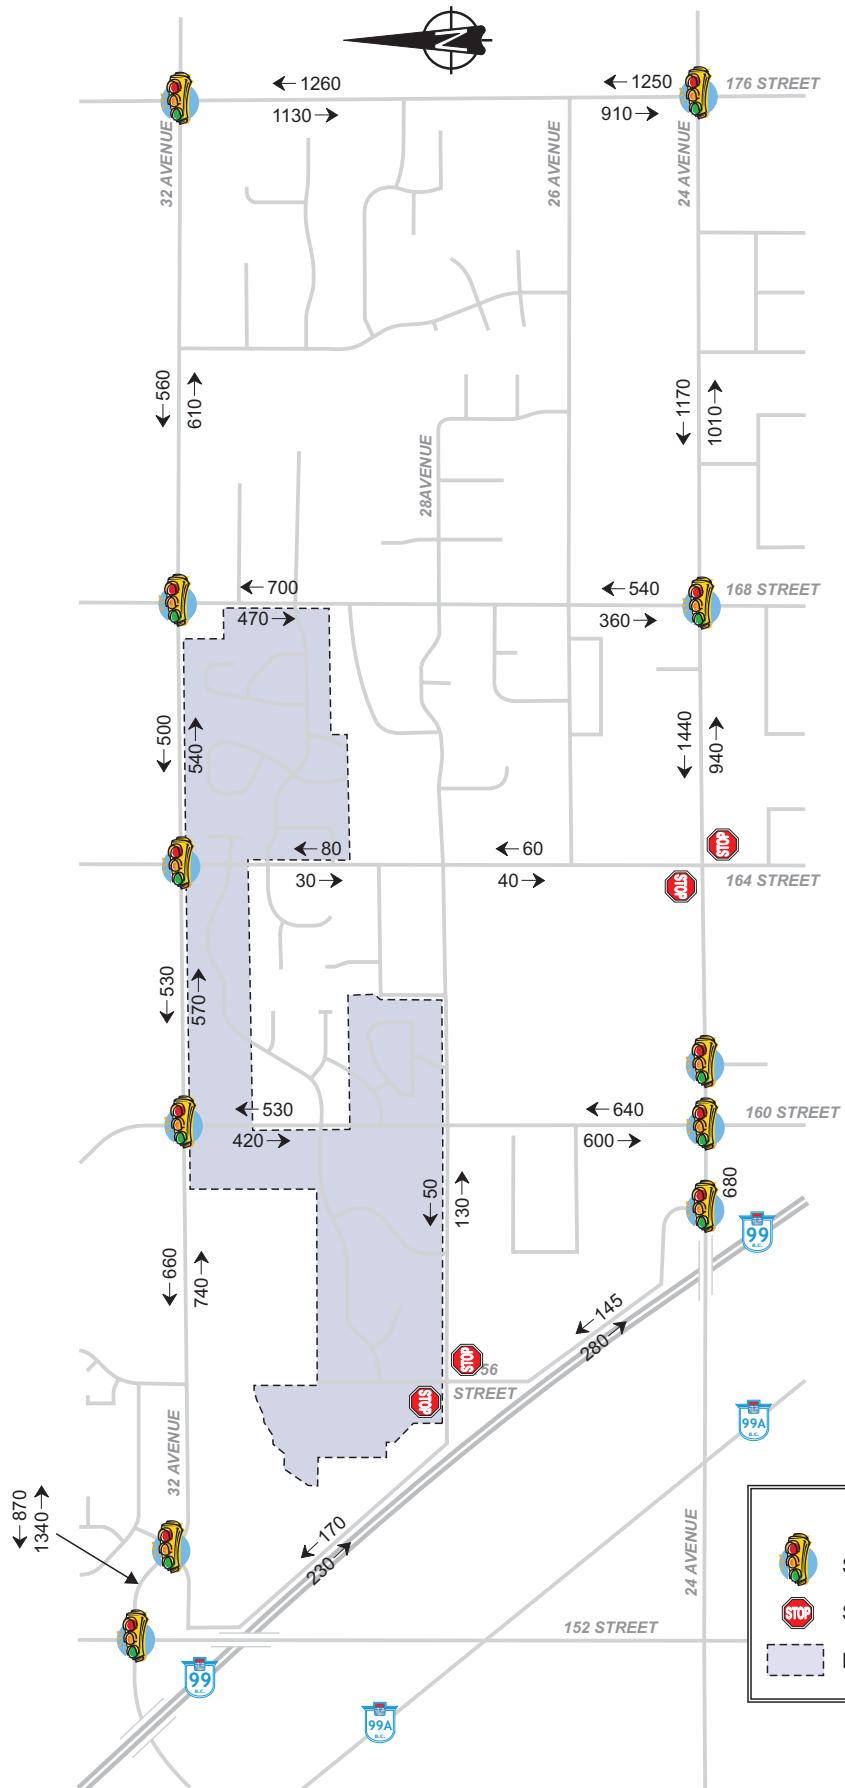 N
←1260
1130→
←1250
910→
176 STREET
32 AVENUE
26 AVENUE
24 AVENUE
←560
610→
←1170
1010→
28AVENUE
←700
470→
←540
360→
168 STREET
←500
540→
←1440
940→
STOP
STOP
←80
30→
←60
40→
164 STREET
←530
570→
←530
420→
←640
600→
160 STREET
←50
130→
680
99
B.C.
←660
740→
←145
280→
STOP
56
STREET
STOP
99A
B.C.
32 AVENUE
24 AVENUE
←870
1340→
←170
230→
S
STOP
S
152 STREET
99
B.C.
99A
B.C.